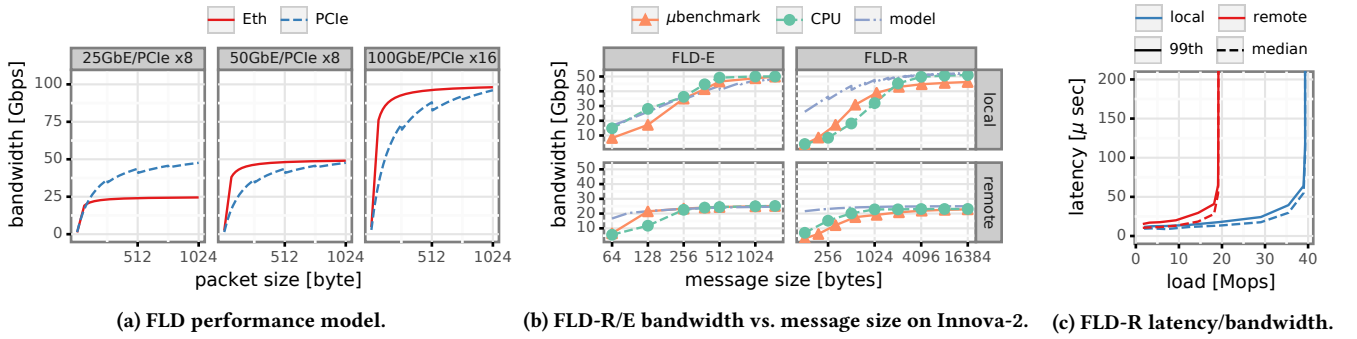 Eth PCIe
25GbE/PCIe x8 50GbE/PCIe x8 100GbE/PCIe x16
bandwidth [Gbps]
100
75
50
25
0
512 1024 512 1024 512 1024
packet size [byte]
(a) FLD performance model.
μbenchmark CPU model
FLD-E FLD-R
bandwidth [Gbps]
50
40
30
20
10
local
50
40
30
20
10
remote
64 128 256 512 1024 256 1024 4096 16384
message size [bytes]
(b) FLD-R/E bandwidth vs. message size on Innova-2.
local remote
99th median
latency [μ sec]
200
150
100
50
0
0 10 20 30 40
load [Mops]
(c) FLD-R latency/bandwidth.